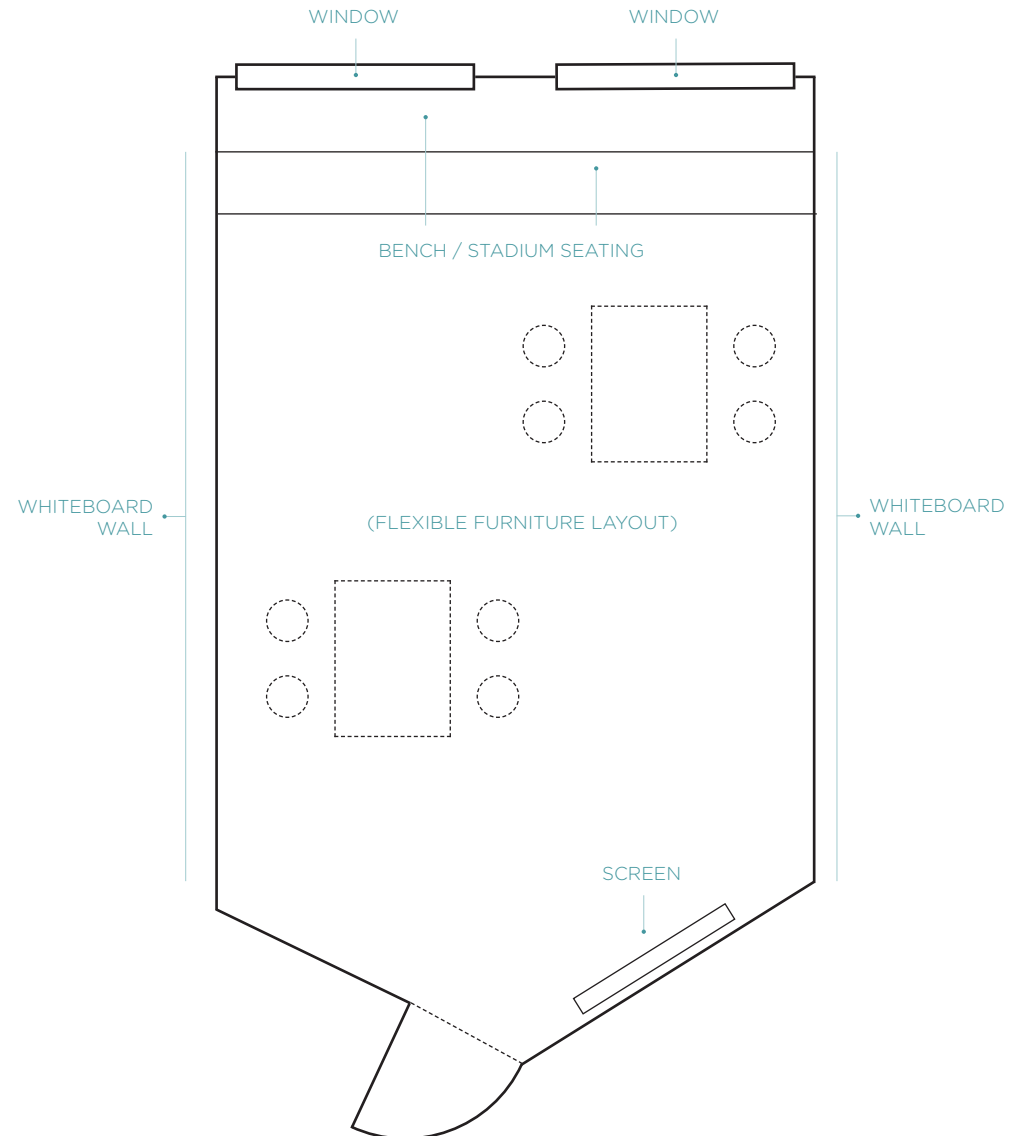 WINDOW
WINDOW
BENCH / STADIUM SEATING
WHITEBOARD
WALL
(FLEXIBLE FURNITURE LAYOUT)
WHITEBOARD
WALL
SCREEN